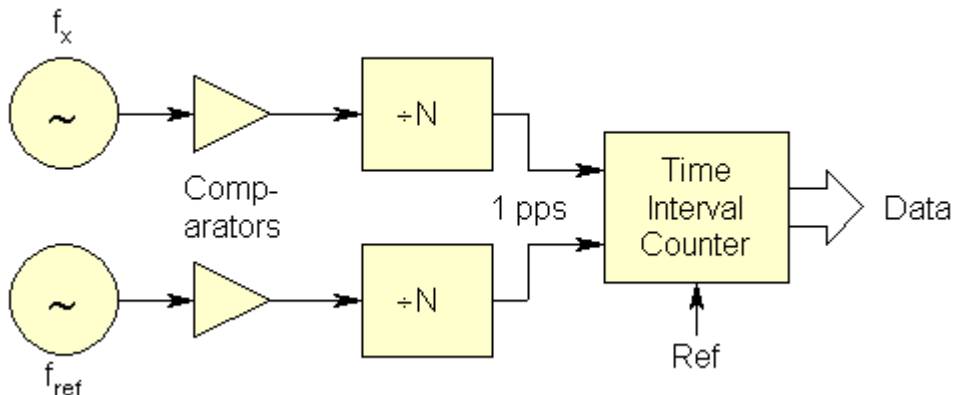 fx
~
÷N
Comp-
arators
1 pps
Time
Interval
Counter
Data
~
÷N
fref
Ref